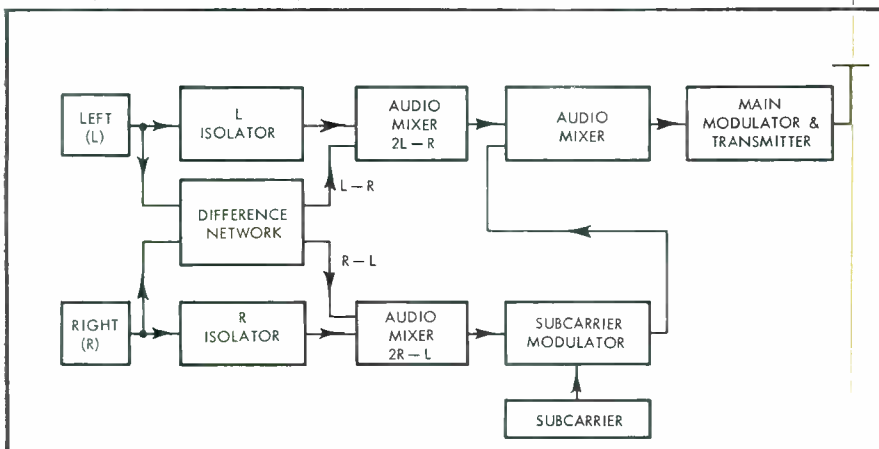 LEFT
(L)
L
ISOLATOR
AUDIO
MIXER
2L – R
AUDIO
MIXER
MAIN
MODULATOR &
TRANSMITTER
L – R
DIFFERENCE
NETWORK
R – L
RIGHT
(R)
R
ISOLATOR
AUDIO
MIXER
2R – L
SUBCARRIER
MODULATOR
SUBCARRIER